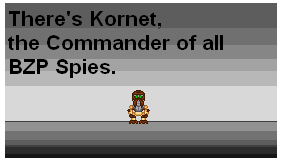 There's Kornet,
the Commander of all
BZP Spies.